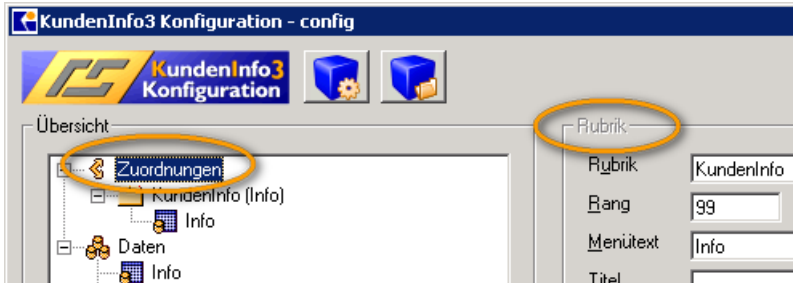 KundenInfo3 Konfiguration - config
KundenInfo3
Konfiguration
Übersicht
Zuordnungen
KundenInfo (Info)
Info
Daten
Info
Rubrik
Rubrik KundenInfo
Rang 99
Menütext Info
Titel